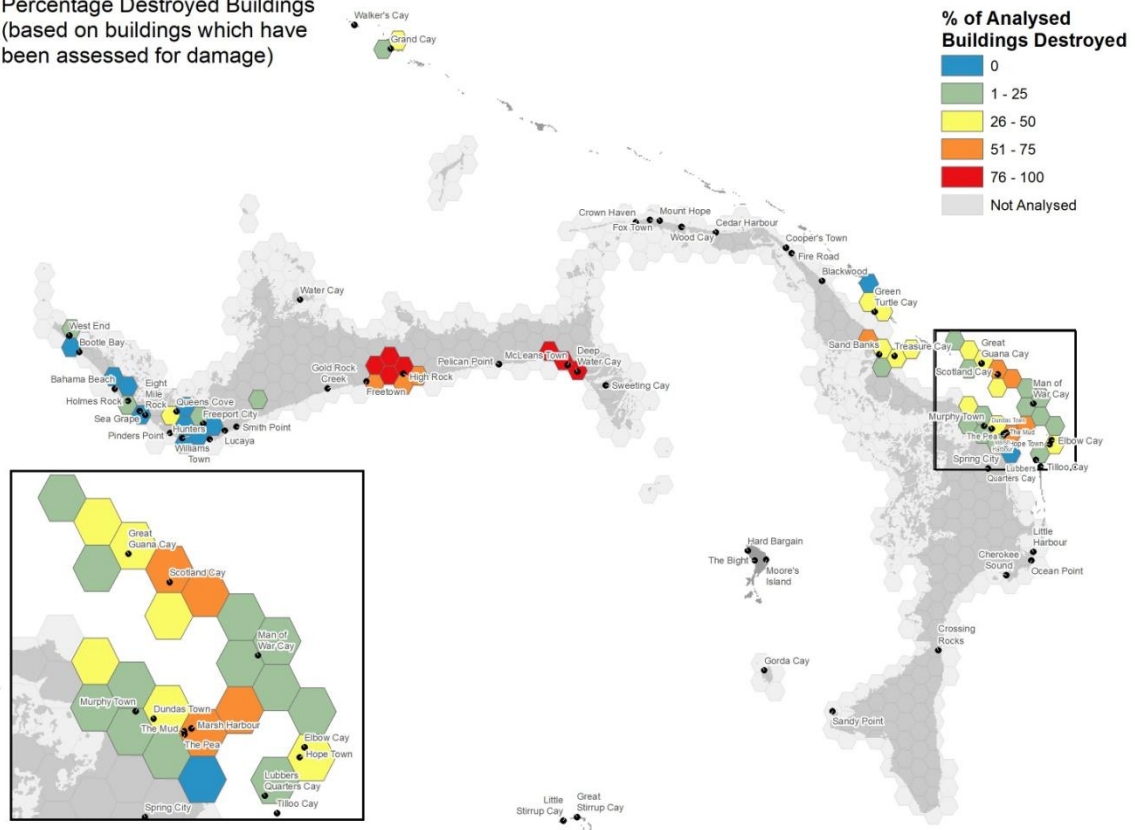 Percentage Destroyed Buildings
(based on buildings which have
been assessed for damage)
% of Analysed
Buildings Destroyed
0
1 - 25
26 - 50
51 - 75
76 - 100
Not Analysed
Walker's Cay
Grand Cay
Crown Haven
Mount Hope
Fox Town
Wood Cay
Cedar Harbour
Cooper's Town
Fire Road
Blackwood
Green
Turtle Cay
Water Cay
West End
Bootle Bay
Bahama Beach
Eight
Mile
Rock
Holmes Rock
Sea Grape
Pinders Point
Queens Cove
Freeport City
Hunters
Williams
Town
Lucaya
Smith Point
Gold Rock
Creek
Freetown
High Rock
Pelican Point
McLeans Town
Deep
Water Cay
Sweeting Cay
Sand Banks
Treasure Cay
Great
Guana Cay
Scotland Cay
Man of
War Cay
Murphy Town
Dundas Town
The Mud
The Pea
Hope Town
Elbow Cay
Spring City
Lubbers
Quarters Cay
Tilloo Cay
Little
Harbour
Cherokee
Sound
Ocean Point
Hard Bargain
The Bight
Moore's
Island
Crossing
Rocks
Gorda Cay
Sandy Point
Little
Stirrup Cay
Great
Stirrup Cay
Great
Guana Cay
Scotland Cay
Man of
War Cay
Murphy Town
Dundas Town
The Mud
Marsh Harbour
The Pea
Elbow Cay
Hope Town
Lubbers
Quarters Cay
Tilloo Cay
Spring City